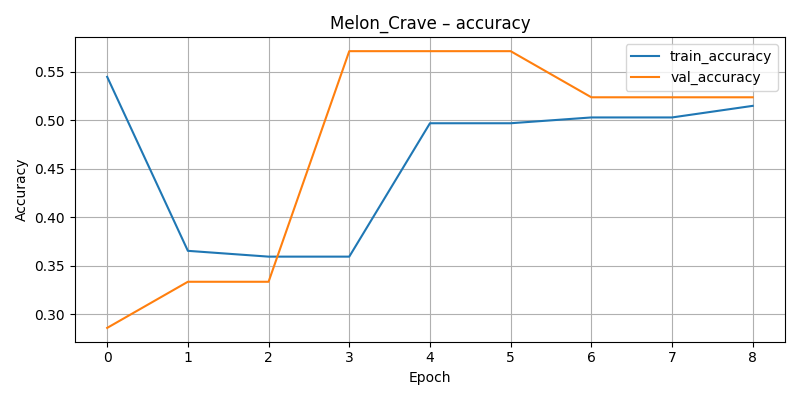 Melon_Crave – accuracy
train_accuracy
val_accuracy
0.55
0.50
0.45
0.40
0.35
0.30
Accuracy
0 1 2 3 4 5 6 7 8
Epoch